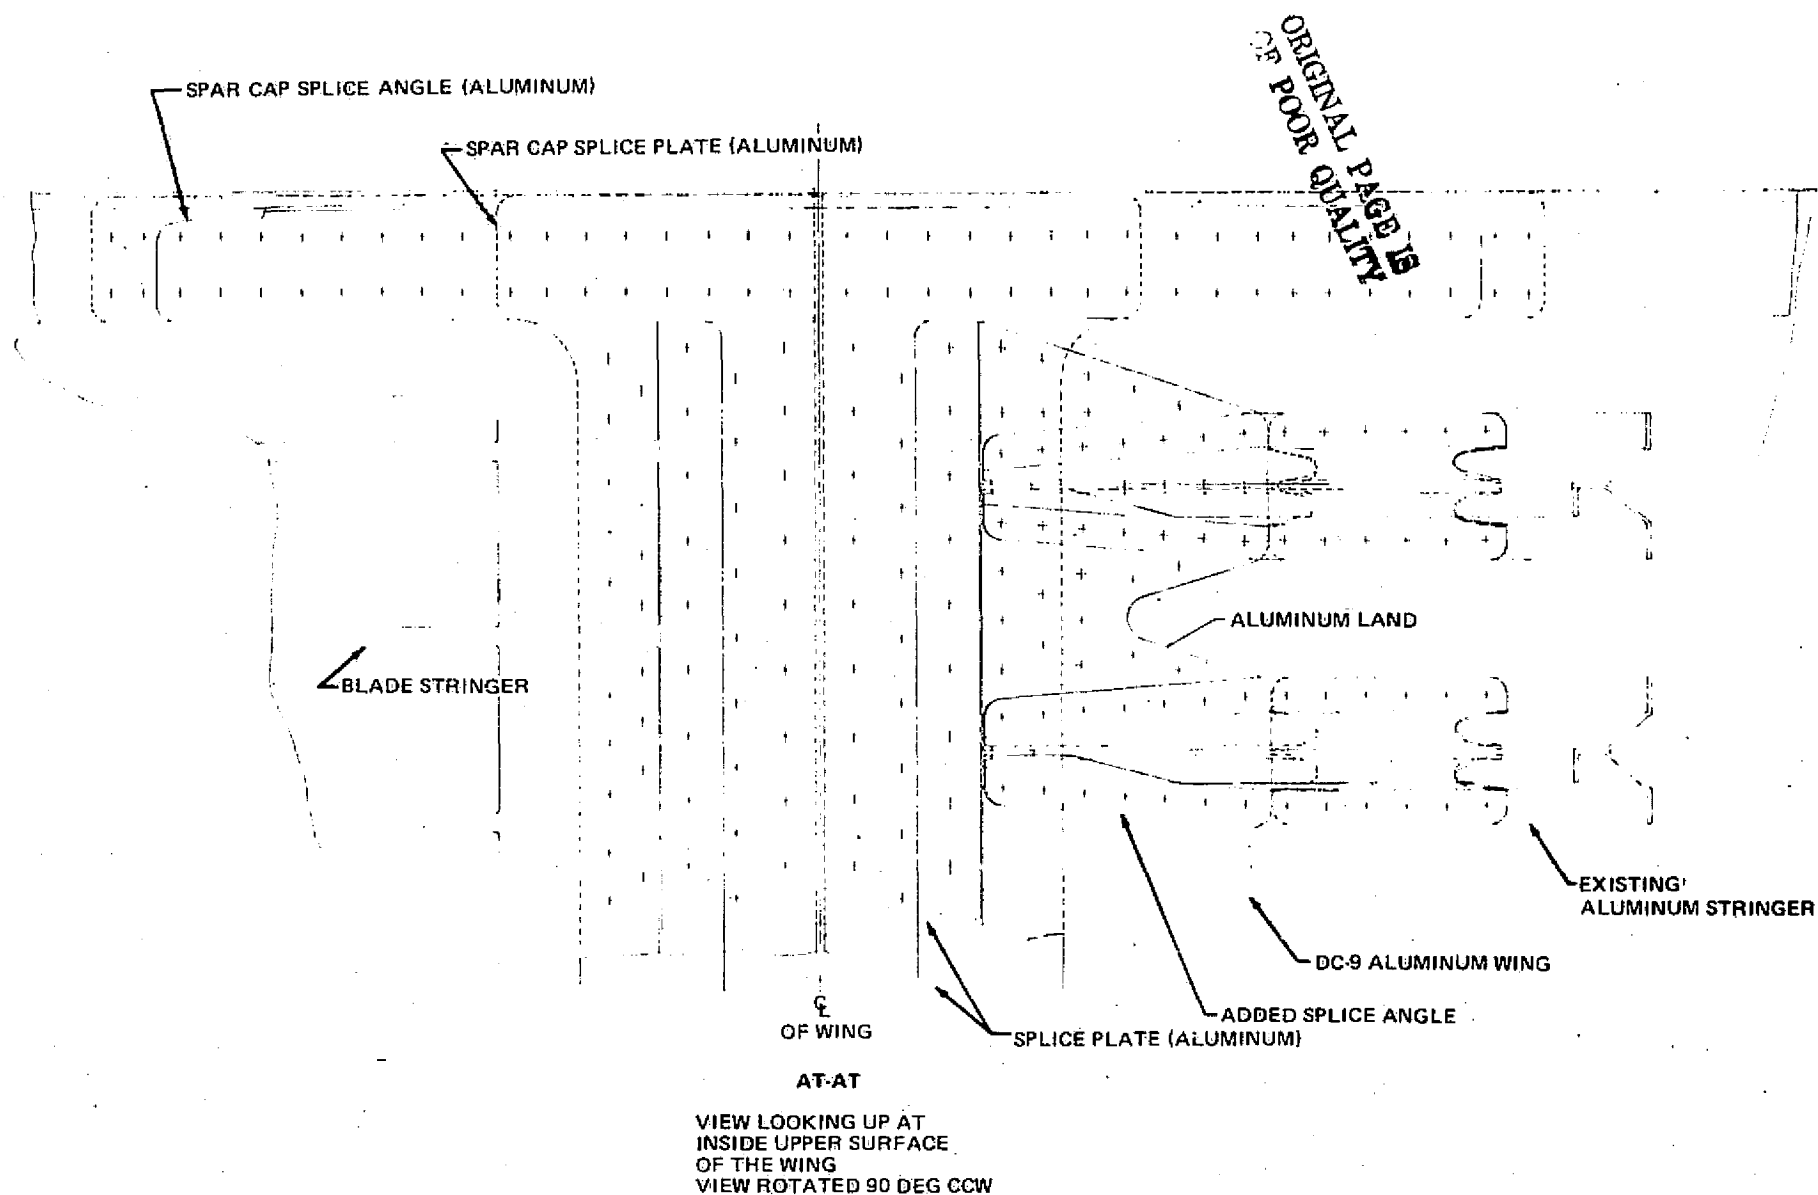 ORIGINAL PAGE IS
OF POOR QUALITY
SPAR CAP SPLICE ANGLE (ALUMINUM)
SPAR CAP SPLICE PLATE (ALUMINUM)
ALUMINUM LAND
BLADE STRINGER
EXISTING
ALUMINUM STRINGER
DC-9 ALUMINUM WING
ADDED SPLICE ANGLE
SPLICE PLATE (ALUMINUM)
℄
OF WING
AT-AT
VIEW LOOKING UP AT
INSIDE UPPER SURFACE
OF THE WING
VIEW ROTATED 90 DEG CCW